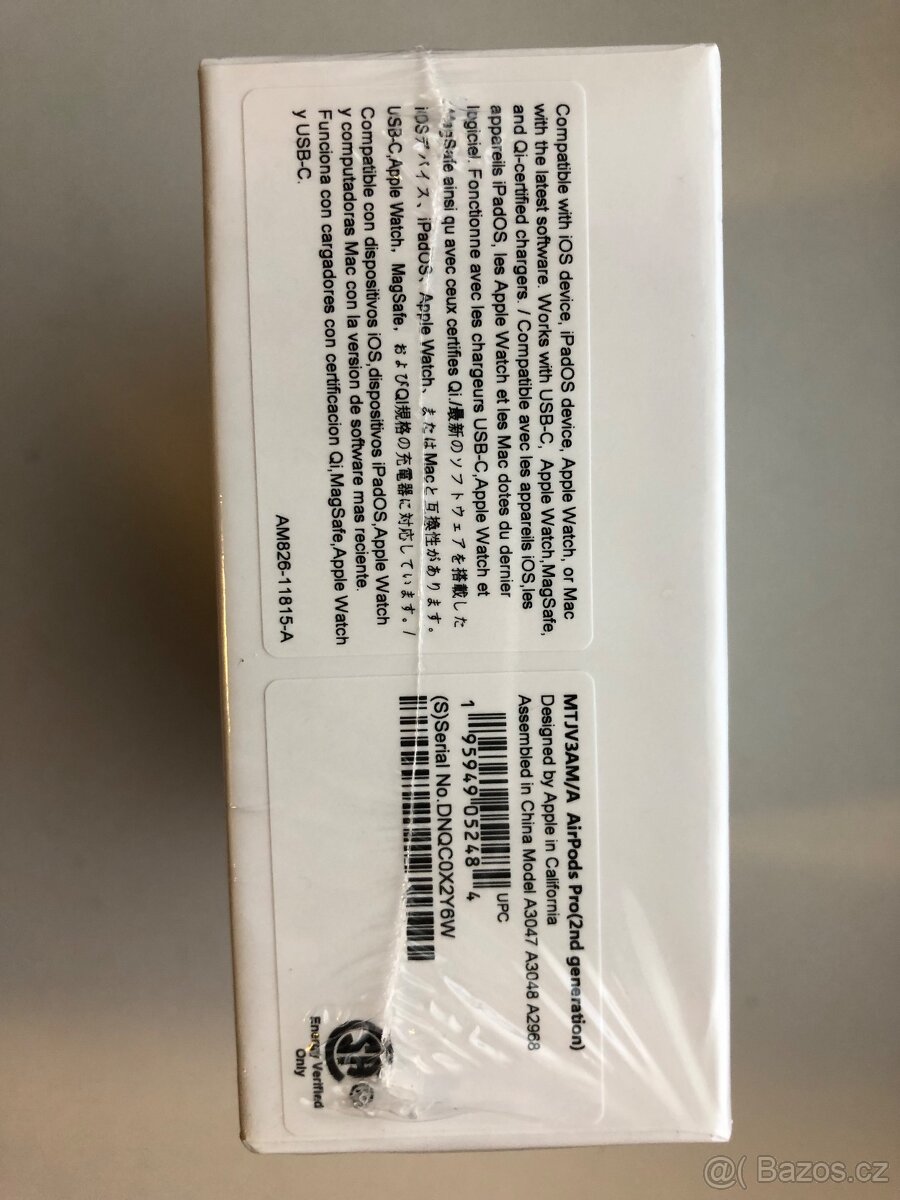 Compatible with iOS device, iPadOS device, Apple Watch, or Mac
with the latest software. Works with USB-C, Apple Watch,MagSafe,
and Qi-certified chargers. / Compatible avec les appareils iOS,les
appareils iPadOS, les Apple Watch et les Mac dotes du dernier
logiciel. Fonctionne avec les chargeurs USB-C,Apple Watch et
MagSafe ainsi qu avec ceux certifies Qi./最新のソフトウェアを搭載した
iOSデバイス、iPadOS、Apple Watch、またはMacと互換性があります。
USB-C,Apple Watch、MagSafe、およびQI規格の充電器に対応しています。/
Compatible con dispositivos iOS,dispositivos iPadOS,Apple Watch
y computadoras Mac con la version de software mas reciente.
Funciona con cargadores con certificacion Qi,MagSafe,Apple Watch
y USB-C.
AM826-11815-A
MTJV3AM/A AirPods Pro(2nd generation)
Designed by Apple in California
Assembled in China Model A3047 A3048 A2968
UPC
1 95949 05248 4
(S)Serial No.DNQC0X2Y6W
Energy Verified
Only
@( Bazos.cz